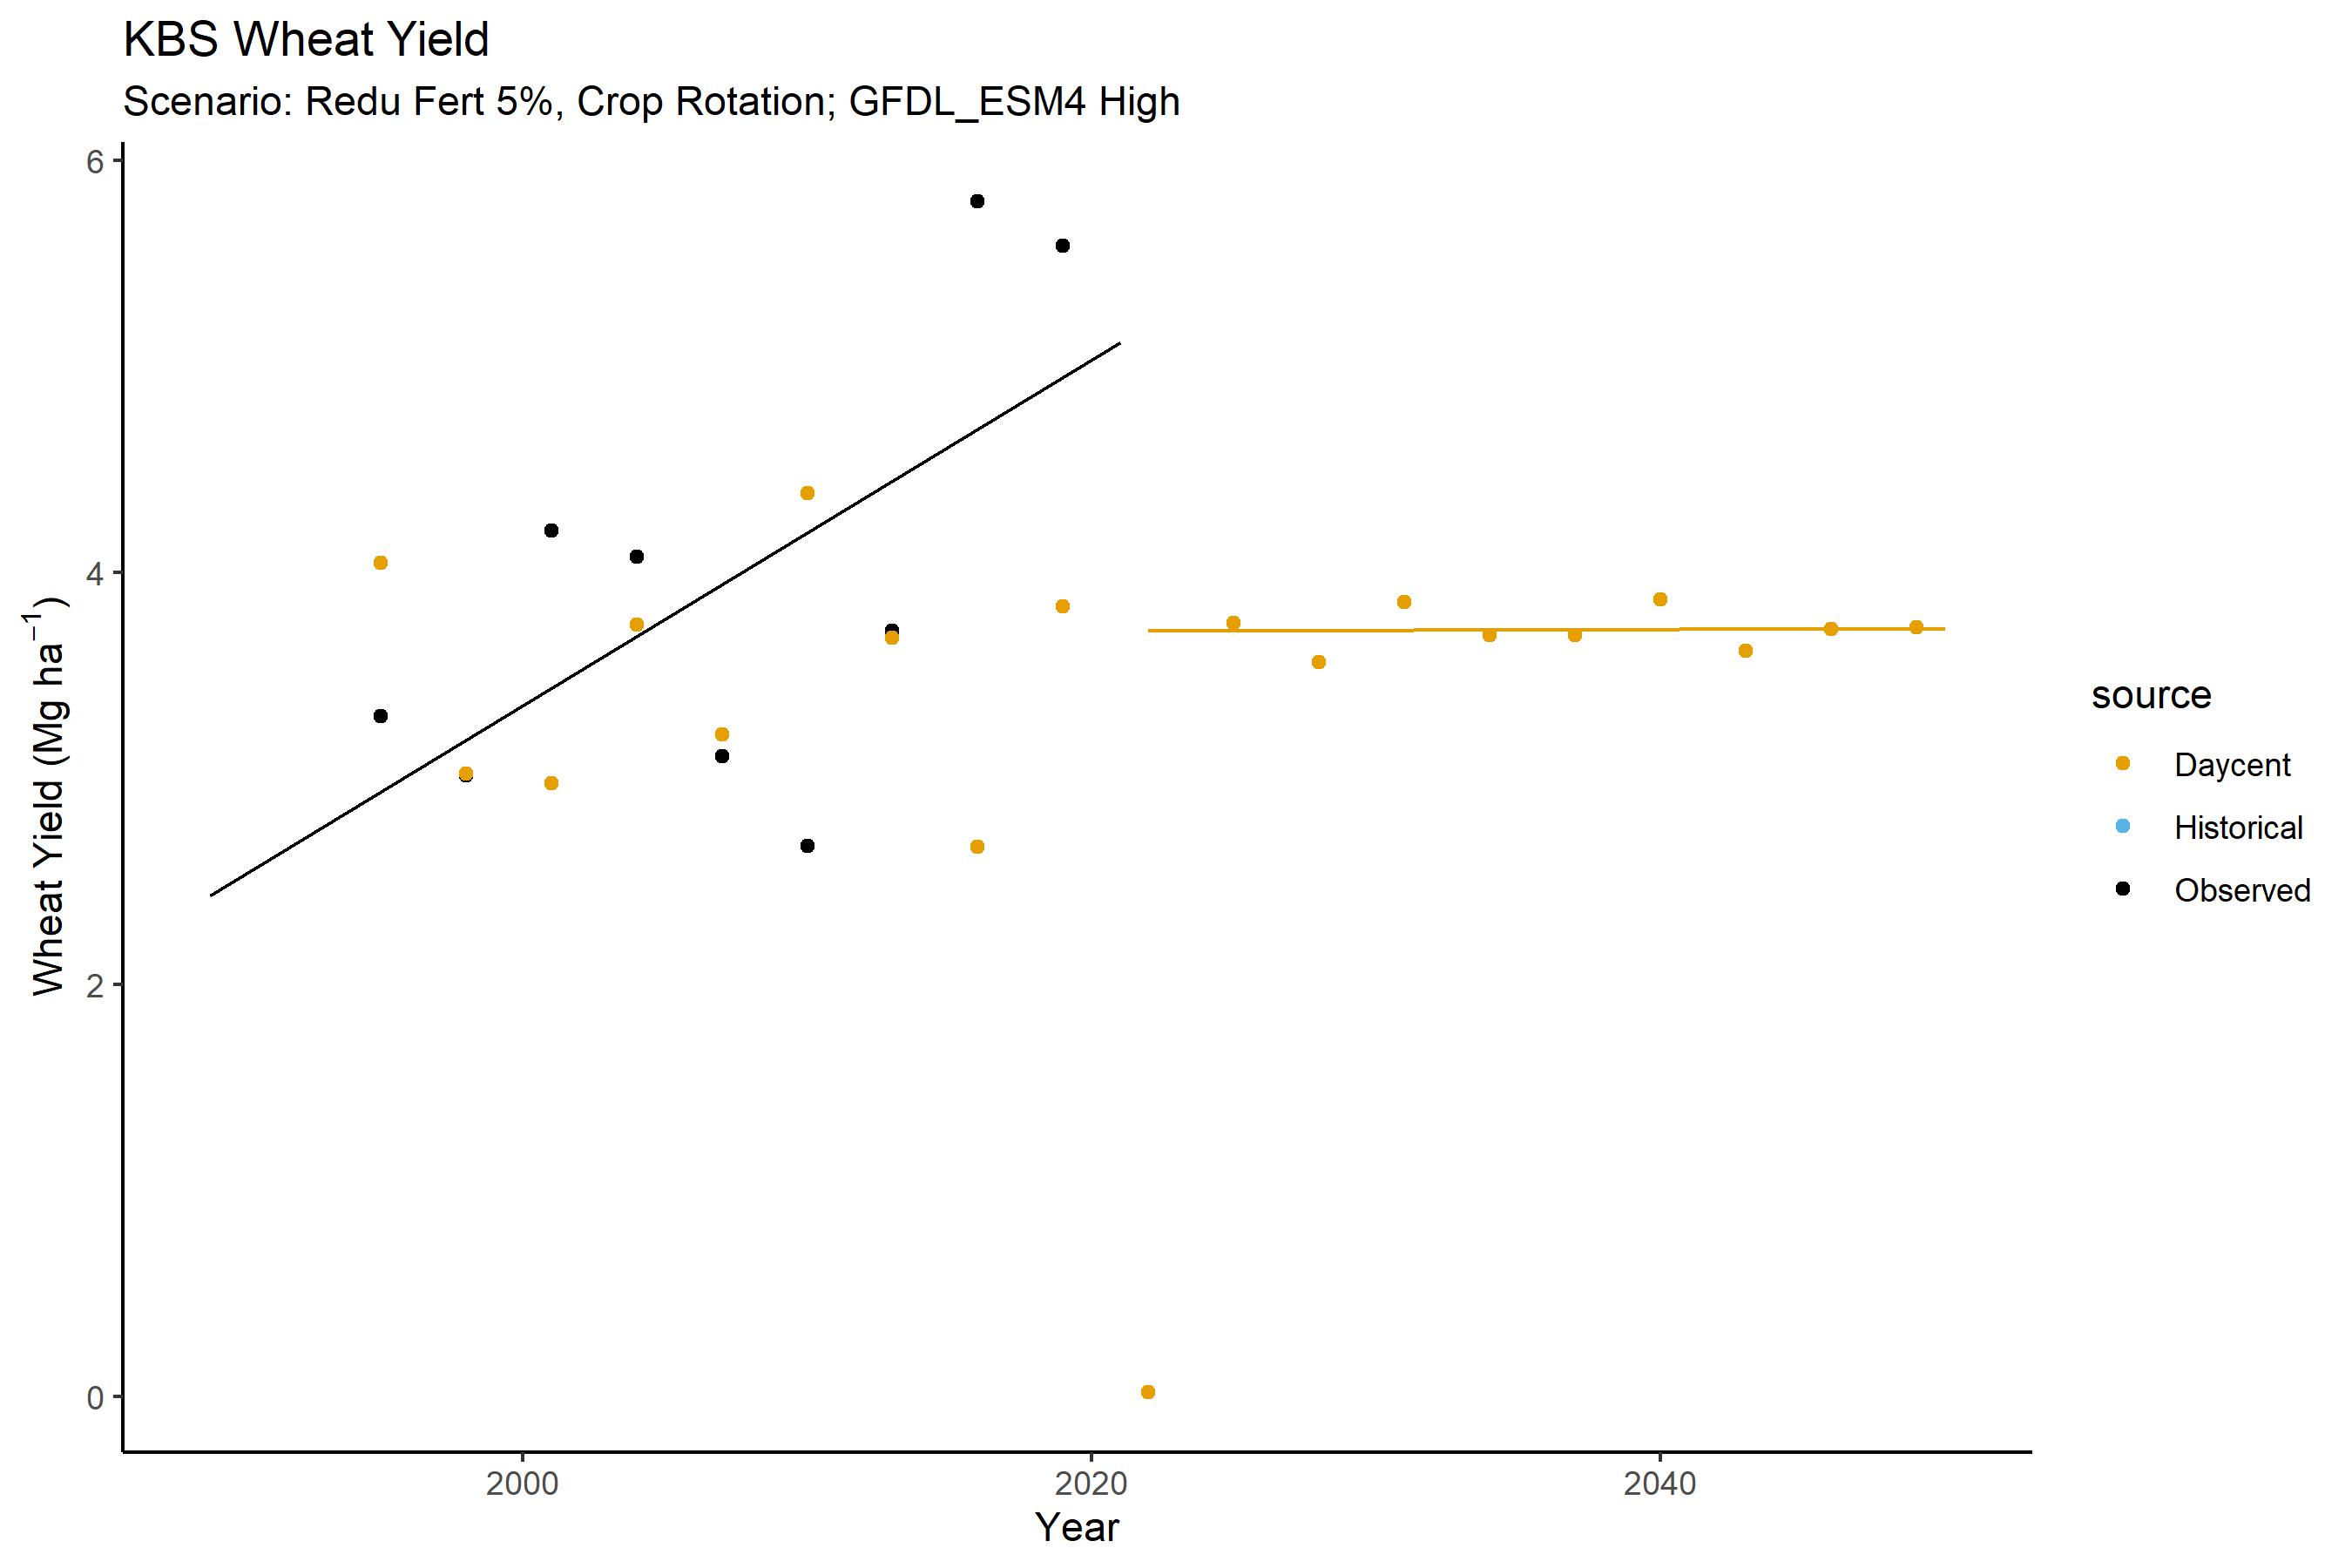 KBS Wheat Yield
Scenario: Redu Fert 5%, Crop Rotation; GFDL_ESM4 High
6
4
2
0
Wheat Yield (Mg ha⁻¹)
2000
2020
2040
Year
source
Daycent
Historical
Observed